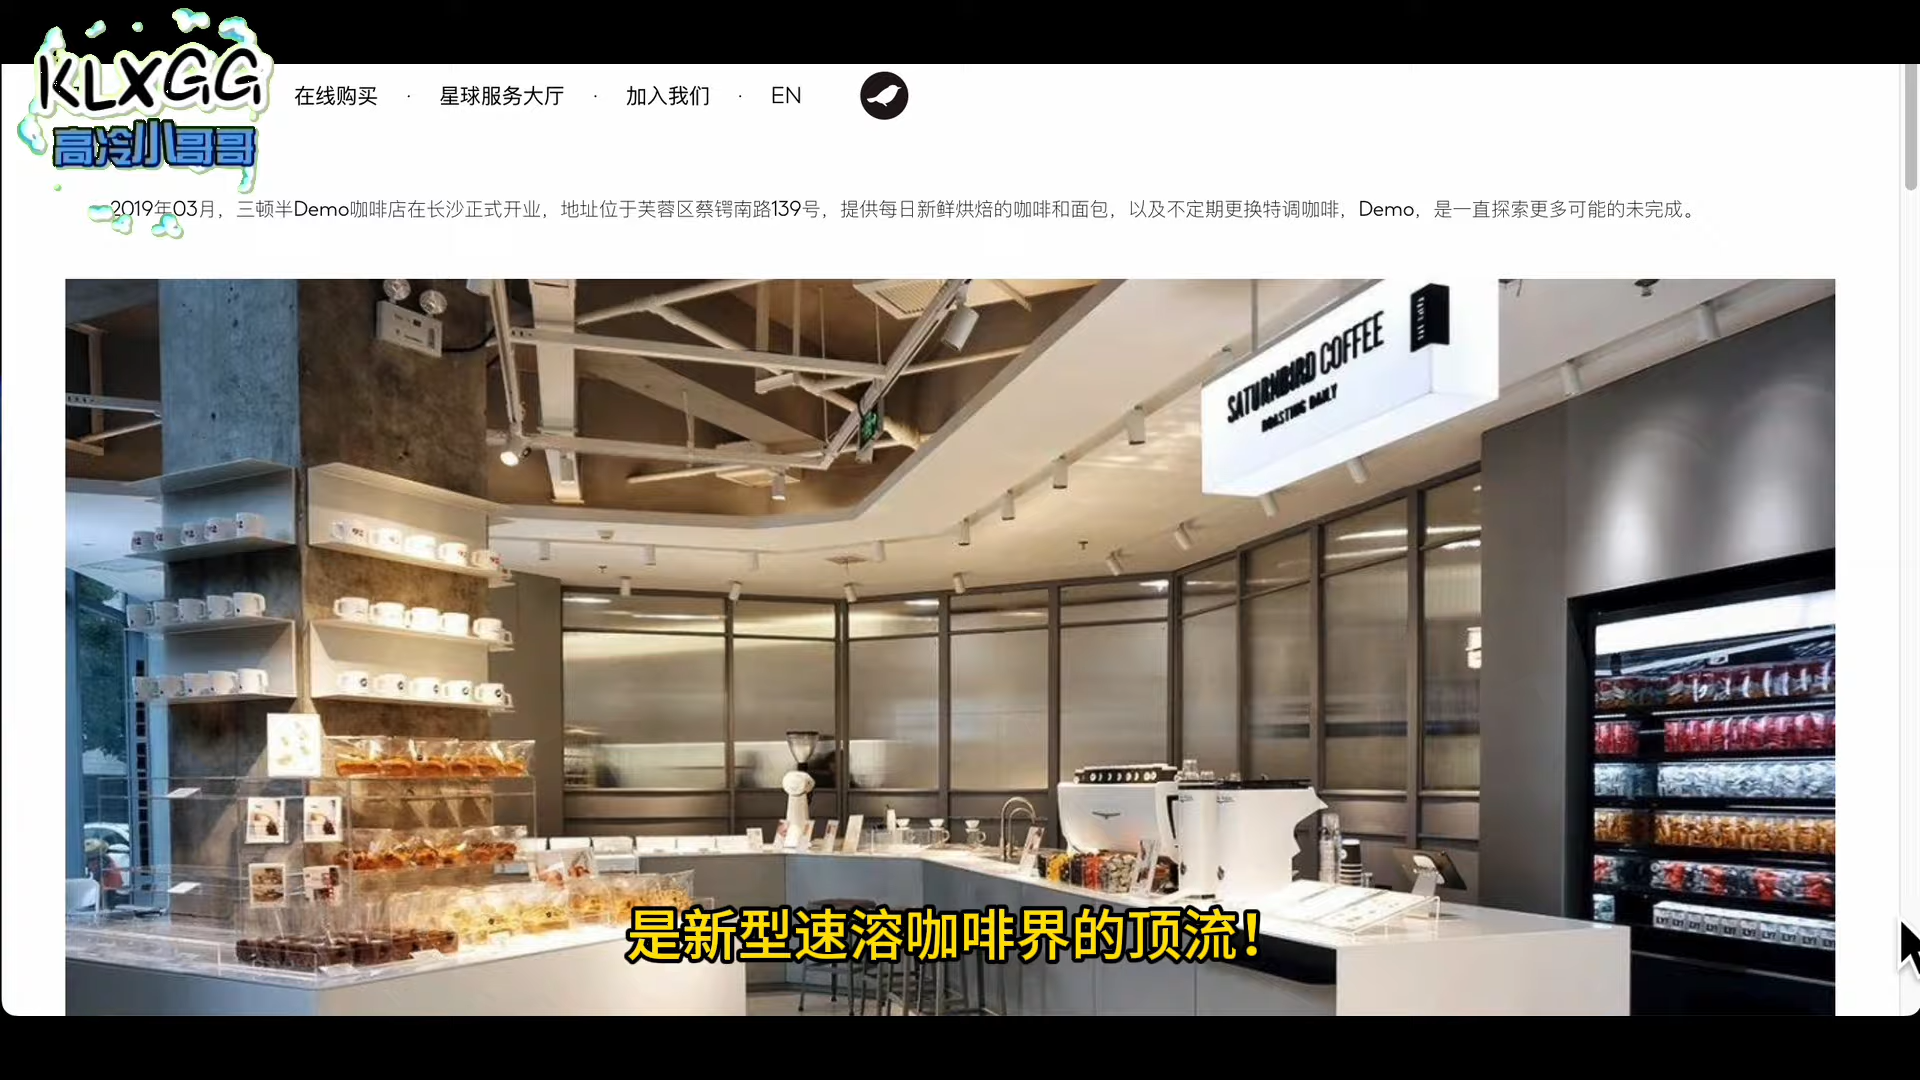 KLXGG
高冷小哥哥
在线购买 · 星球服务大厅 · 加入我们 · EN
2019年03月，三顿半Demo咖啡店在长沙正式开业，地址位于芙蓉区蔡锷南路139号，提供每日新鲜烘焙的咖啡和面包，以及不定期更换特调咖啡，Demo，是一直探索更多可能的未完成。
SATURNBIRD COFFEE
ROASTING DAILY
是新型速溶咖啡界的顶流！